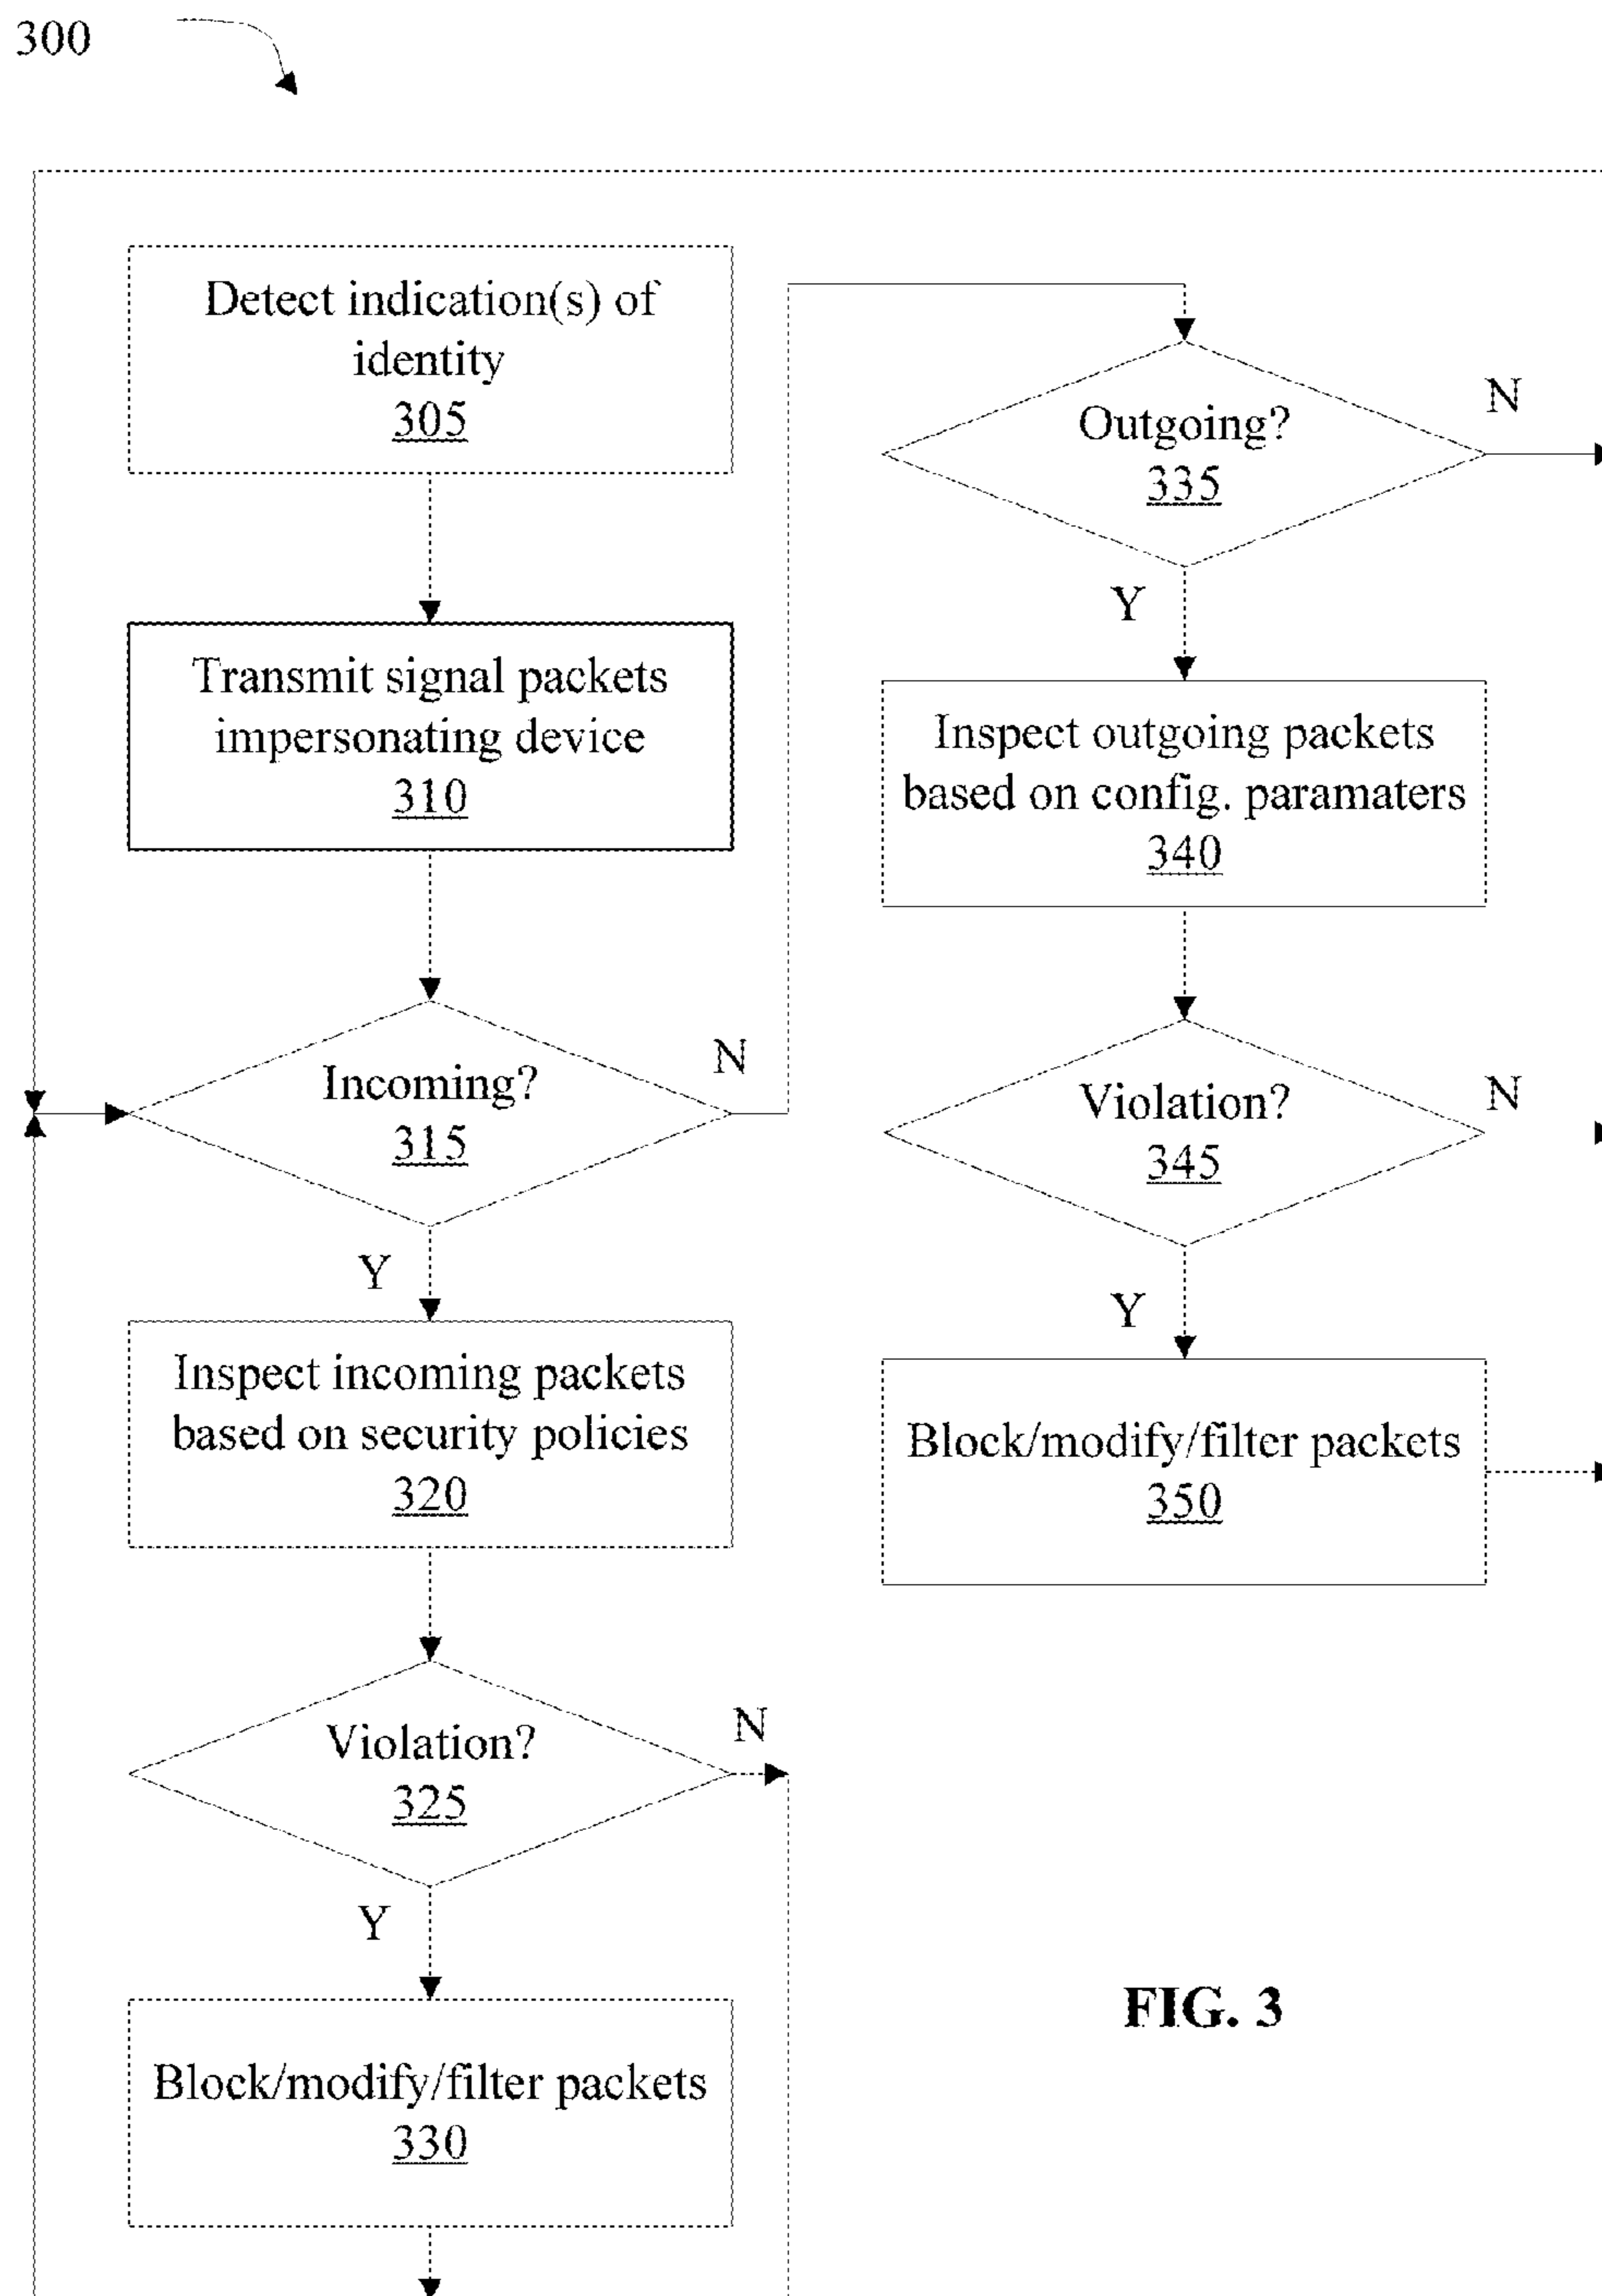 300
Detect indication(s) of
identity
305
Transmit signal packets
impersonating device
310
Incoming?
315
N
Y
Inspect incoming packets
based on security policies
320
Violation?
325
N
Y
Block/modify/filter packets
330
Outgoing?
335
N
Y
Inspect outgoing packets
based on config. paramaters
340
Violation?
345
N
Y
Block/modify/filter packets
350
FIG. 3